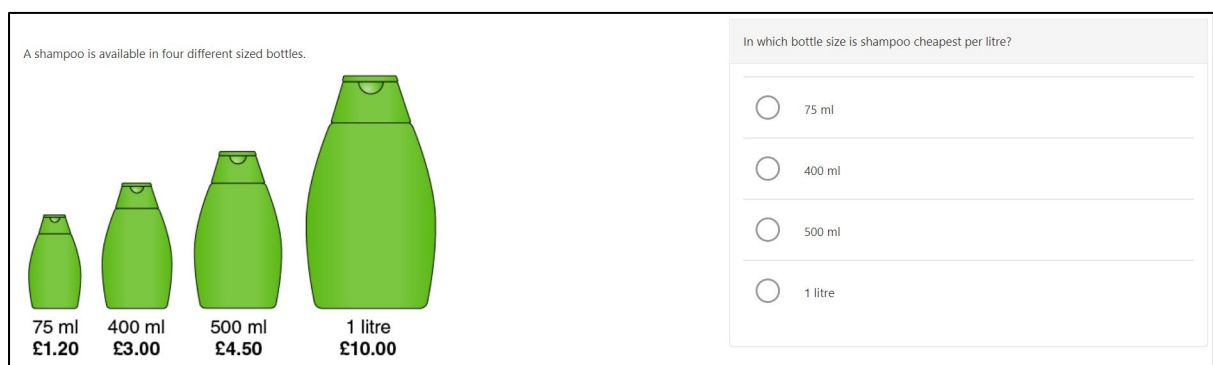 A shampoo is available in four different sized bottles.
75 ml 400 ml 500 ml 1 litre
£1.20 £3.00 £4.50 £10.00
In which bottle size is shampoo cheapest per litre?
75 ml
400 ml
500 ml
1 litre